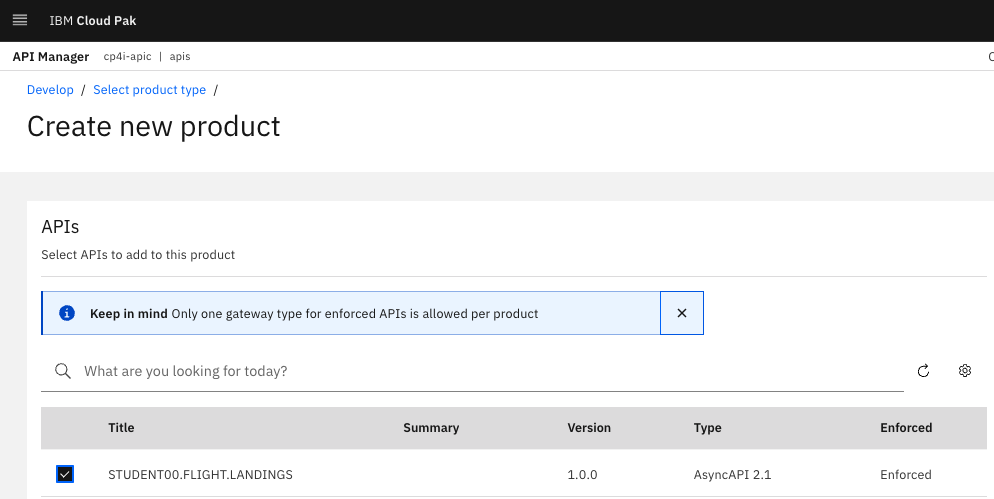 IBM Cloud Pak
API Manager cp4i-apic | apis
Develop / Select product type /
Create new product
APIs
Select APIs to add to this product
Keep in mind Only one gateway type for enforced APIs is allowed per product
What are you looking for today?
Title Summary Version Type Enforced
STUDENT00.FLIGHT.LANDINGS 1.0.0 AsyncAPI 2.1 Enforced